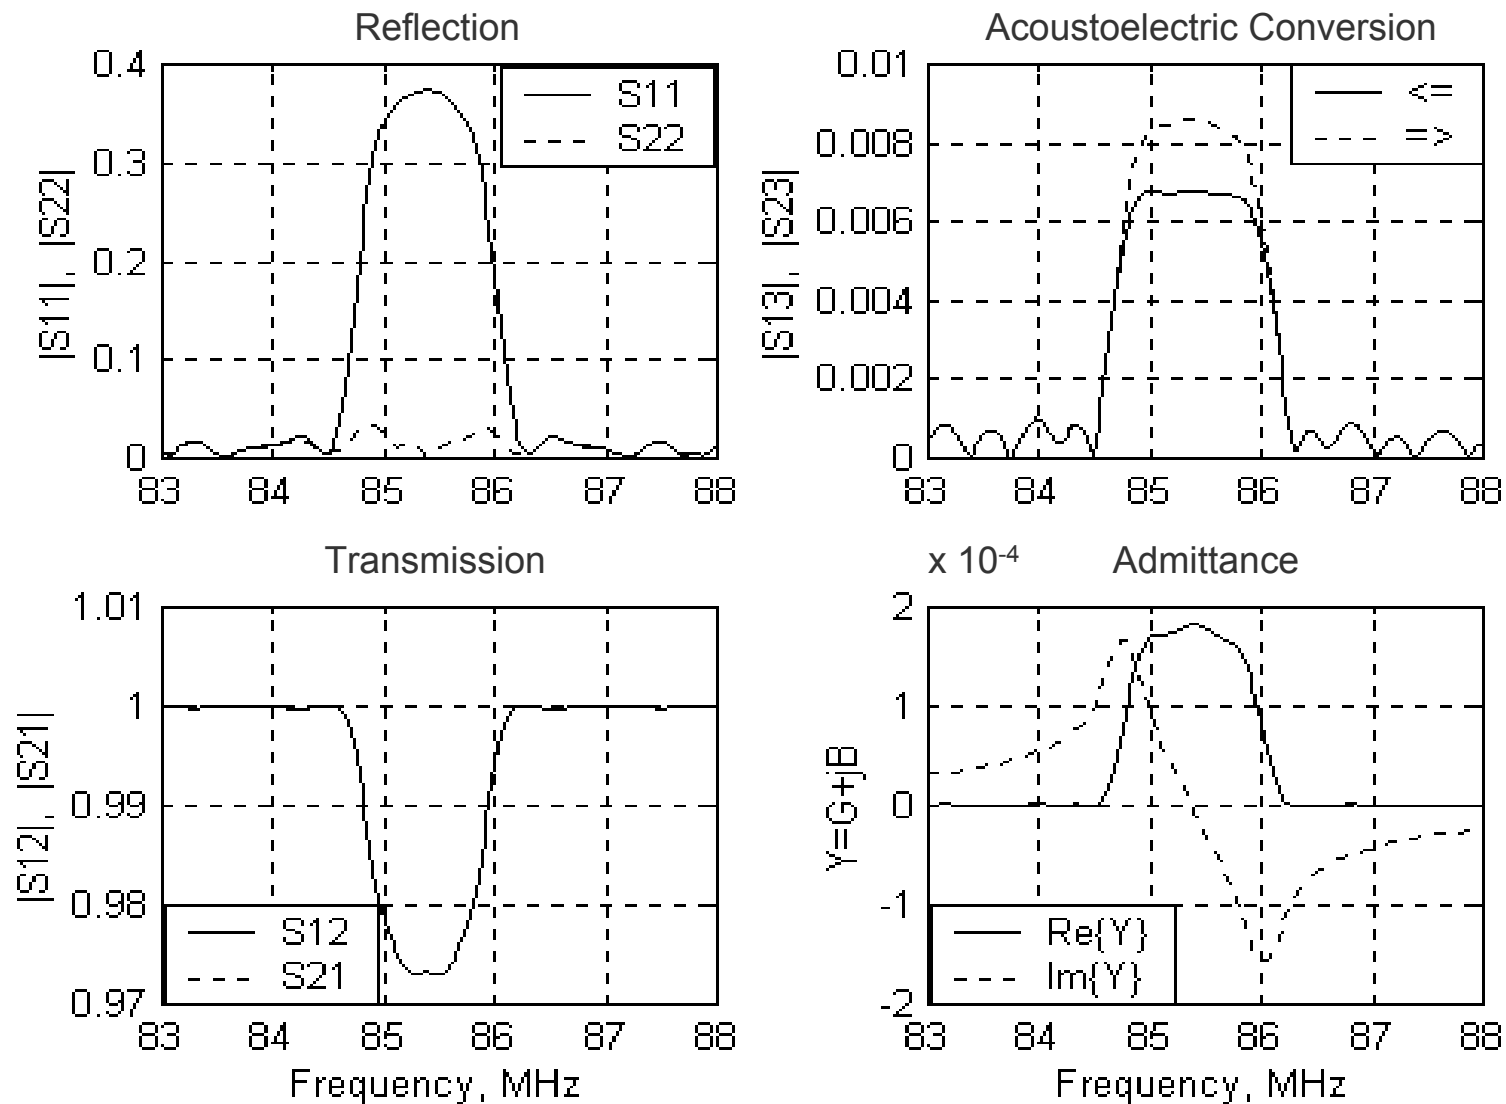 Reflection
0.4
0.3
0.2
0.1
0
|S11|, |S22|
S11
S22
83 84 85 86 87 88
Acoustoelectric Conversion
0.01
0.008
0.006
0.004
0.002
0
|S13|, |S23|
<=
=>
83 84 85 86 87 88
Transmission
1.01
1
0.99
0.98
0.97
|S12|, |S21|
S12
S21
83 84 85 86 87 88
Frequency, MHz
x 10-4 Admittance
2
1
0
-1
-2
Y=G+jB
Re{Y}
Im{Y}
83 84 85 86 87 88
Frequency, MHz